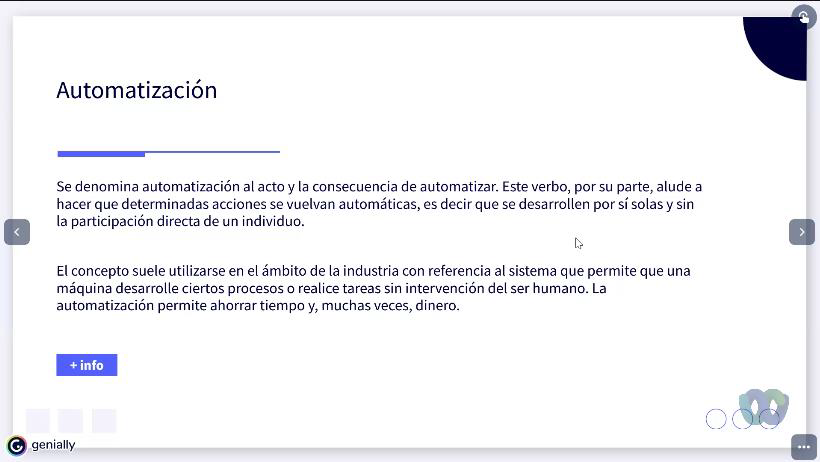 Automatización
Se denomina automatización al acto y la consecuencia de automatizar. Este verbo, por su parte, alude a
hacer que determinadas acciones se vuelvan automáticas, es decir que se desarrollen por sí solas y sin
la participación directa de un individuo.
El concepto suele utilizarse en el ámbito de la industria con referencia al sistema que permite que una
máquina desarrolle ciertos procesos o realice tareas sin intervención del ser humano. La
automatización permite ahorrar tiempo y, muchas veces, dinero.
+ info
genially